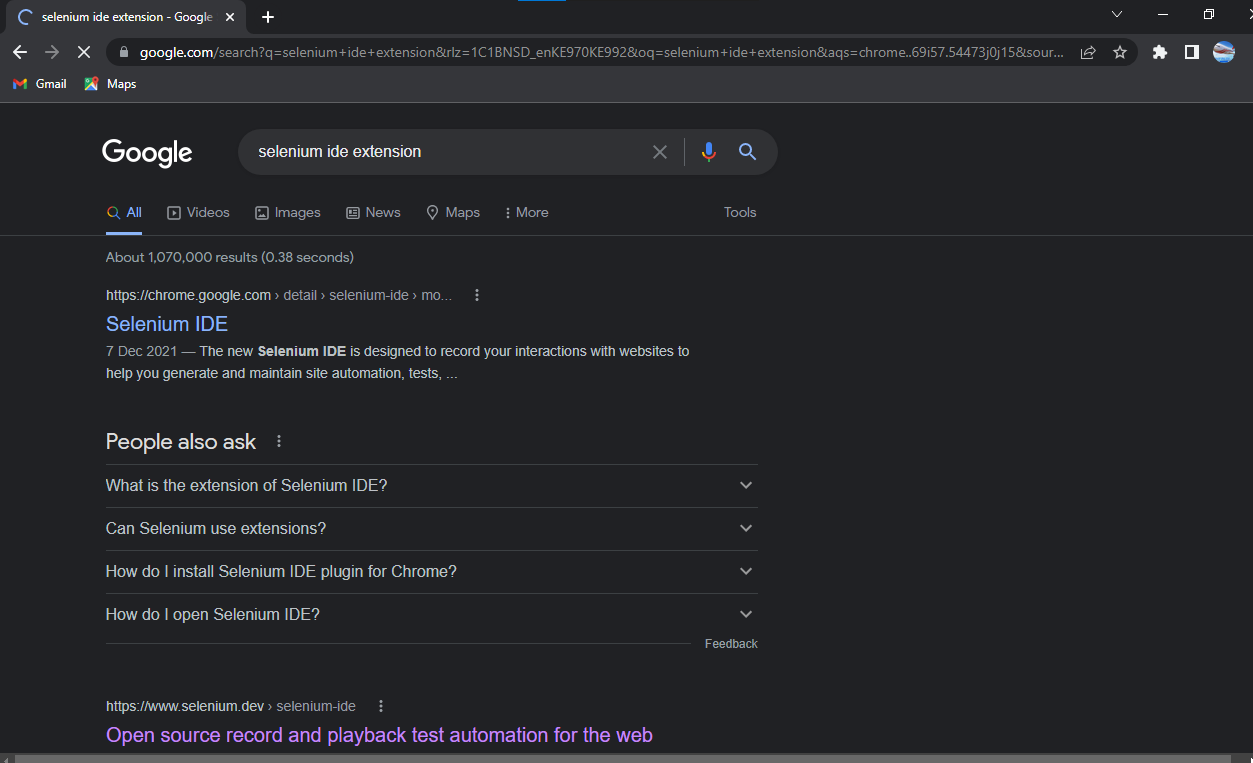 selenium ide extension - Google
google.com/search?q=selenium+ide+extension&rlz=1C1BNSD_enKE970KE992&oq=selenium+ide+extension&aqs=chrome..69i57.54473j0j15&sour...
Gmail Maps
Google selenium ide extension
All Videos Images News Maps More Tools
About 1,070,000 results (0.38 seconds)
https://chrome.google.com › detail › selenium-ide › mo...
Selenium IDE
7 Dec 2021 — The new Selenium IDE is designed to record your interactions with websites to
help you generate and maintain site automation, tests, ...
People also ask
What is the extension of Selenium IDE?
Can Selenium use extensions?
How do I install Selenium IDE plugin for Chrome?
How do I open Selenium IDE?
Feedback
https://www.selenium.dev › selenium-ide
Open source record and playback test automation for the web